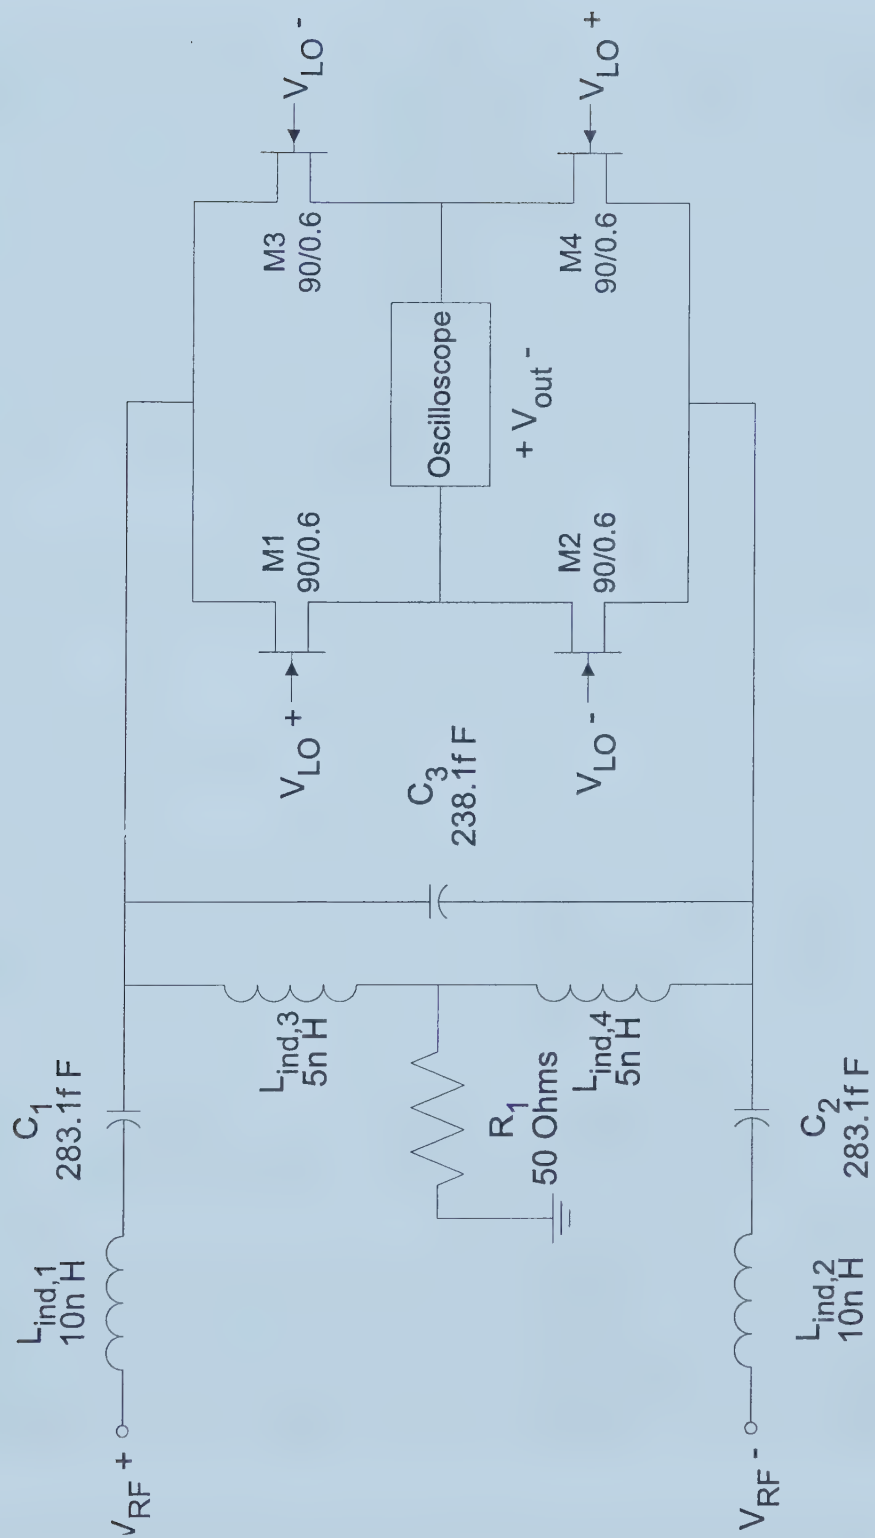 L_ind,1
10n H
C_1
283.1f F
V_RF +
L_ind,3
5n H
V_LO +
M1
90/0.6
M3
90/0.6
V_LO -
C_3
238.1f F
Oscilloscope
R_1
50 Ohms
+ V_out -
L_ind,4
5n H
V_LO -
M2
90/0.6
M4
90/0.6
V_LO +
V_RF -
L_ind,2
10n H
C_2
283.1f F